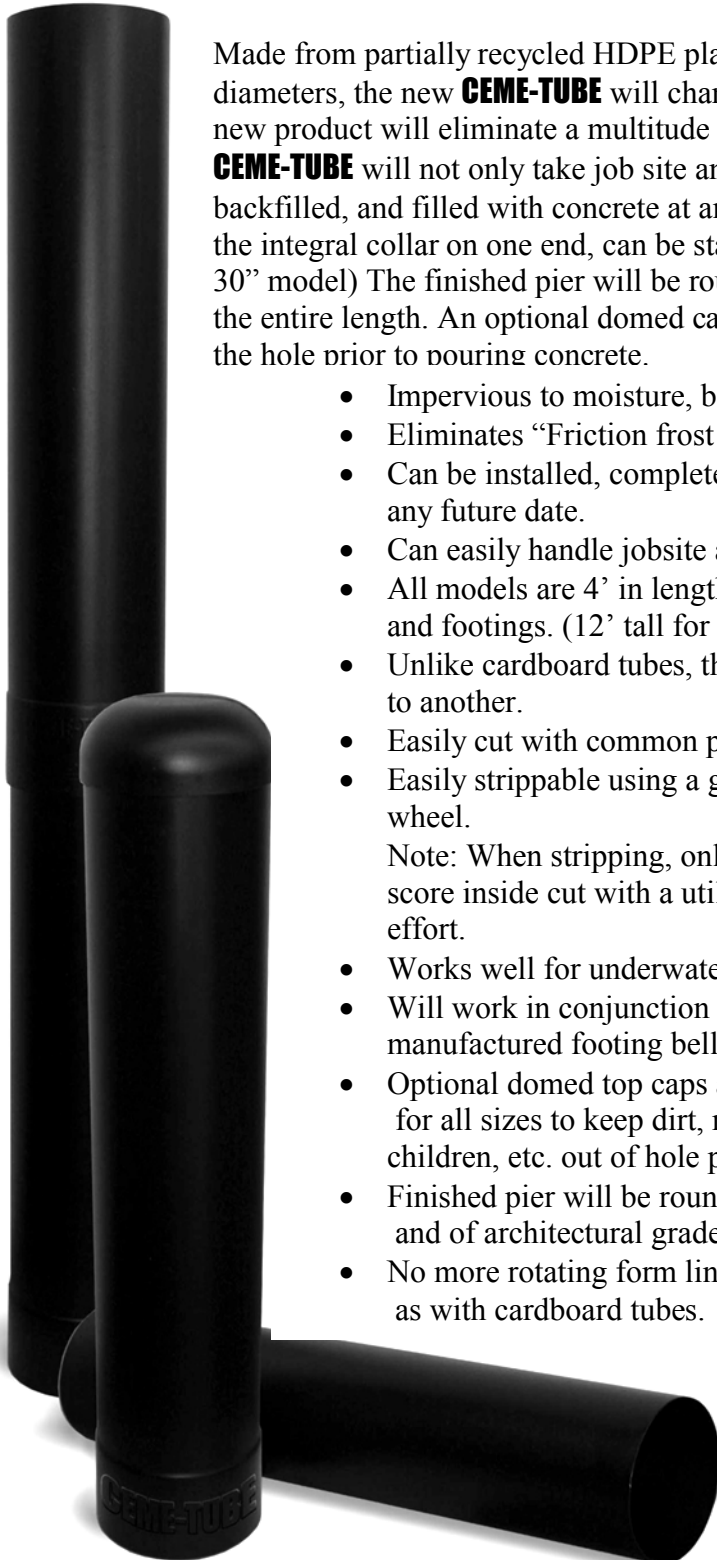 Made from partially recycled HDPE pla
diameters, the new CEME-TUBE will char
new product will eliminate a multitude
CEME-TUBE will not only take job site an
backfilled, and filled with concrete at an
the integral collar on one end, can be sta
30” model) The finished pier will be rou
the entire length. An optional domed ca
the hole prior to pouring concrete.
• Impervious to moisture, b
• Eliminates “Friction frost
• Can be installed, complete
any future date.
• Can easily handle jobsite a
• All models are 4’ in length
and footings. (12’ tall for
• Unlike cardboard tubes, th
to another.
• Easily cut with common p
• Easily strippable using a g
wheel.
Note: When stripping, onl
score inside cut with a util
effort.
• Works well for underwate
• Will work in conjunction
manufactured footing bell
• Optional domed top caps a
for all sizes to keep dirt, r
children, etc. out of hole p
• Finished pier will be roun
and of architectural grade
• No more rotating form lin
as with cardboard tubes.
CEME-TUBE